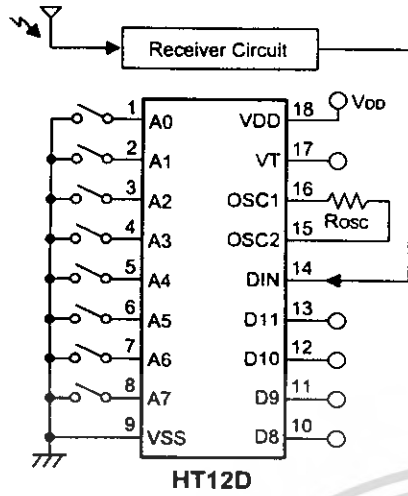 Receiver Circuit
1 A0 VDD 18 VDD
2 A1 VT 17
3 A2 OSC1 16
ROSC
4 A3 OSC2 15
5 A4 DIN 14
6 A5 D11 13
7 A6 D10 12
8 A7 D9 11
9 VSS D8 10
HT12D